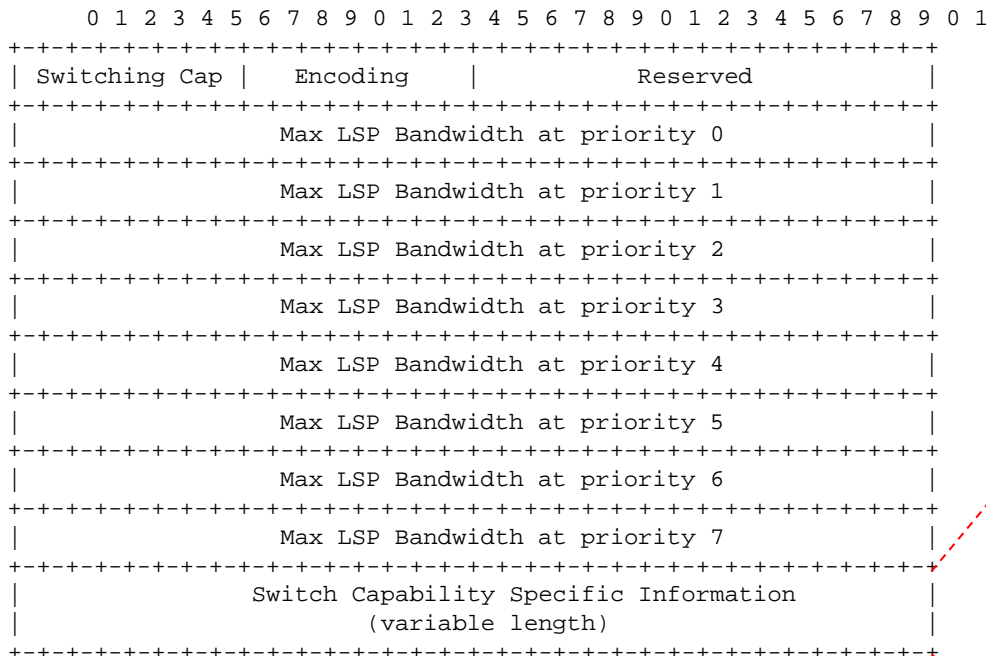 0 1 2 3 4 5 6 7 8 9 0 1 2 3 4 5 6 7 8 9 0 1 2 3 4 5 6 7 8 9 0 1
+-+-+-+-+-+-+-+-+-+-+-+-+-+-+-+-+-+-+-+-+-+-+-+-+-+-+-+-+-+-+-+-+
| Switching Cap |   Encoding    |           Reserved            |
+-+-+-+-+-+-+-+-+-+-+-+-+-+-+-+-+-+-+-+-+-+-+-+-+-+-+-+-+-+-+-+-+
|                  Max LSP Bandwidth at priority 0              |
+-+-+-+-+-+-+-+-+-+-+-+-+-+-+-+-+-+-+-+-+-+-+-+-+-+-+-+-+-+-+-+-+
|                  Max LSP Bandwidth at priority 1              |
+-+-+-+-+-+-+-+-+-+-+-+-+-+-+-+-+-+-+-+-+-+-+-+-+-+-+-+-+-+-+-+-+
|                  Max LSP Bandwidth at priority 2              |
+-+-+-+-+-+-+-+-+-+-+-+-+-+-+-+-+-+-+-+-+-+-+-+-+-+-+-+-+-+-+-+-+
|                  Max LSP Bandwidth at priority 3              |
+-+-+-+-+-+-+-+-+-+-+-+-+-+-+-+-+-+-+-+-+-+-+-+-+-+-+-+-+-+-+-+-+
|                  Max LSP Bandwidth at priority 4              |
+-+-+-+-+-+-+-+-+-+-+-+-+-+-+-+-+-+-+-+-+-+-+-+-+-+-+-+-+-+-+-+-+
|                  Max LSP Bandwidth at priority 5              |
+-+-+-+-+-+-+-+-+-+-+-+-+-+-+-+-+-+-+-+-+-+-+-+-+-+-+-+-+-+-+-+-+
|                  Max LSP Bandwidth at priority 6              |
+-+-+-+-+-+-+-+-+-+-+-+-+-+-+-+-+-+-+-+-+-+-+-+-+-+-+-+-+-+-+-+-+
|                  Max LSP Bandwidth at priority 7              |
+-+-+-+-+-+-+-+-+-+-+-+-+-+-+-+-+-+-+-+-+-+-+-+-+-+-+-+-+-+-+-+-+
|                Switch Capability Specific Information         |
|                        (variable length)                      |
+-+-+-+-+-+-+-+-+-+-+-+-+-+-+-+-+-+-+-+-+-+-+-+-+-+-+-+-+-+-+-+-+